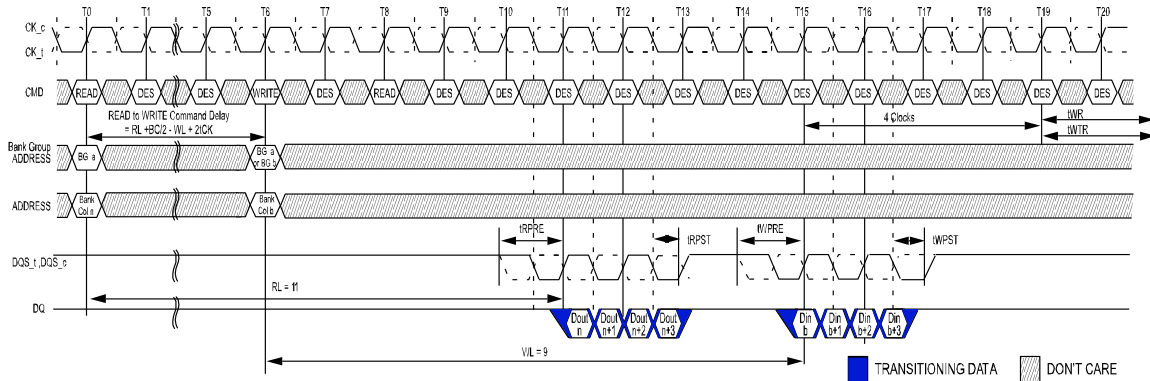 T0 T1 T5 T6 T7 T8 T9 T10 T11 T12 T13 T14 T15 T16 T17 T18 T19 T20
CK_c
CK_t
CMD READ DES DES WRITE DES READ DES DES DES DES DES DES DES DES DES DES DES DES
READ to WRITE Command Delay
= RL +BC/2 - WL + 2tCK
4 Clocks
tWR
tWTR
Bank Group
ADDRESS
BG a
BG a
or BG b
ADDRESS
Bank
Col n
Bank
Col b
tRPRE tRPST tWPRE tWPST
DQS_t ,DQS_c
RL = 11
DQ
Dout
n
Dout
n+1
Dout
n+2
Dout
n+3
Din
b
Din
b+1
Din
b+2
Din
b+3
WL = 9
TRANSITIONING DATA
DON'T CARE